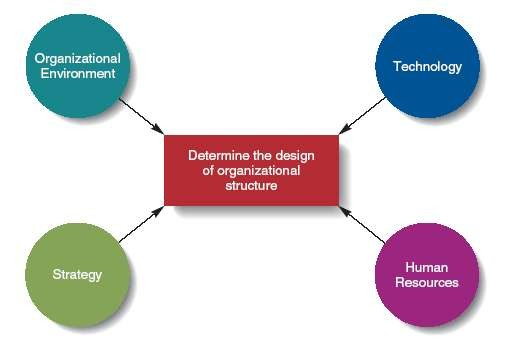 Organizational
Environment
Technology
Determine the design
of organizational
structure
Strategy
Human
Resources